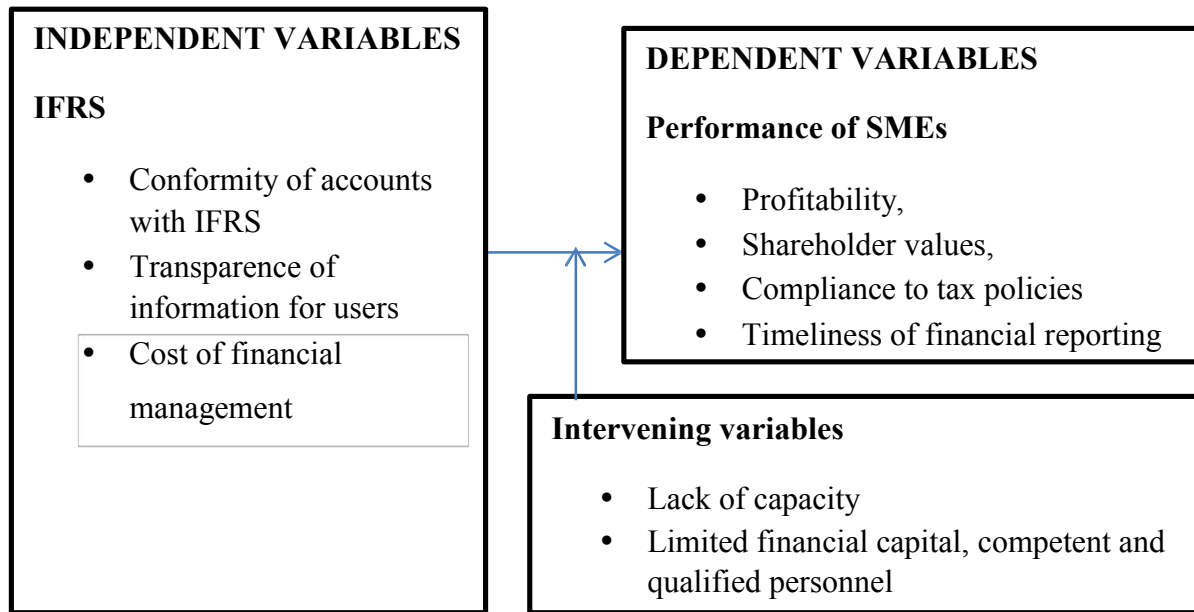 INDEPENDENT VARIABLES
IFRS
• Conformity of accounts
with IFRS
• Transparence of
information for users
• Cost of financial
management
DEPENDENT VARIABLES
Performance of SMEs
• Profitability,
• Shareholder values,
• Compliance to tax policies
• Timeliness of financial reporting
Intervening variables
• Lack of capacity
• Limited financial capital, competent and
qualified personnel